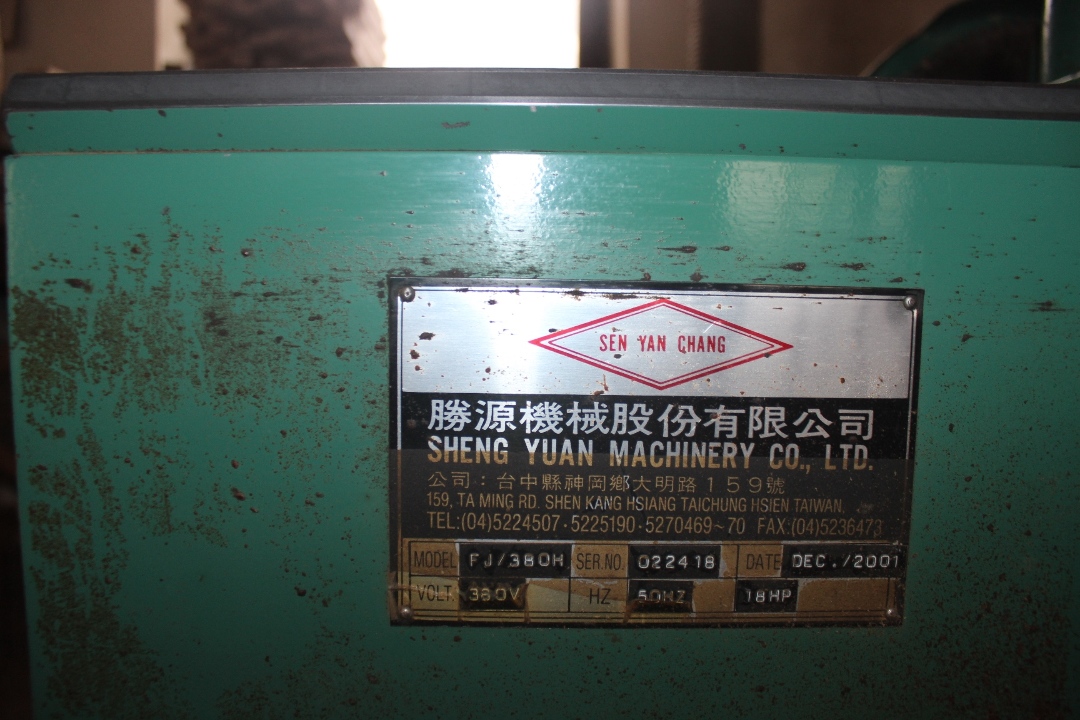 SEN YAN CHANG
勝源機械股份有限公司
SHENG YUAN MACHINERY CO., LTD.
公司：台中縣神岡鄉大明路159號
159, TA MING RD. SHEN KANG HSIANG TAICHUNG HSIEN TAIWAN.
TEL:(04)5224507·5225190·5270469~70 FAX:(04)5236473
MODEL FJ/380H SER.NO. 022418 DATE DEC./2001
VOLT. 380V HZ 50HZ 18HP